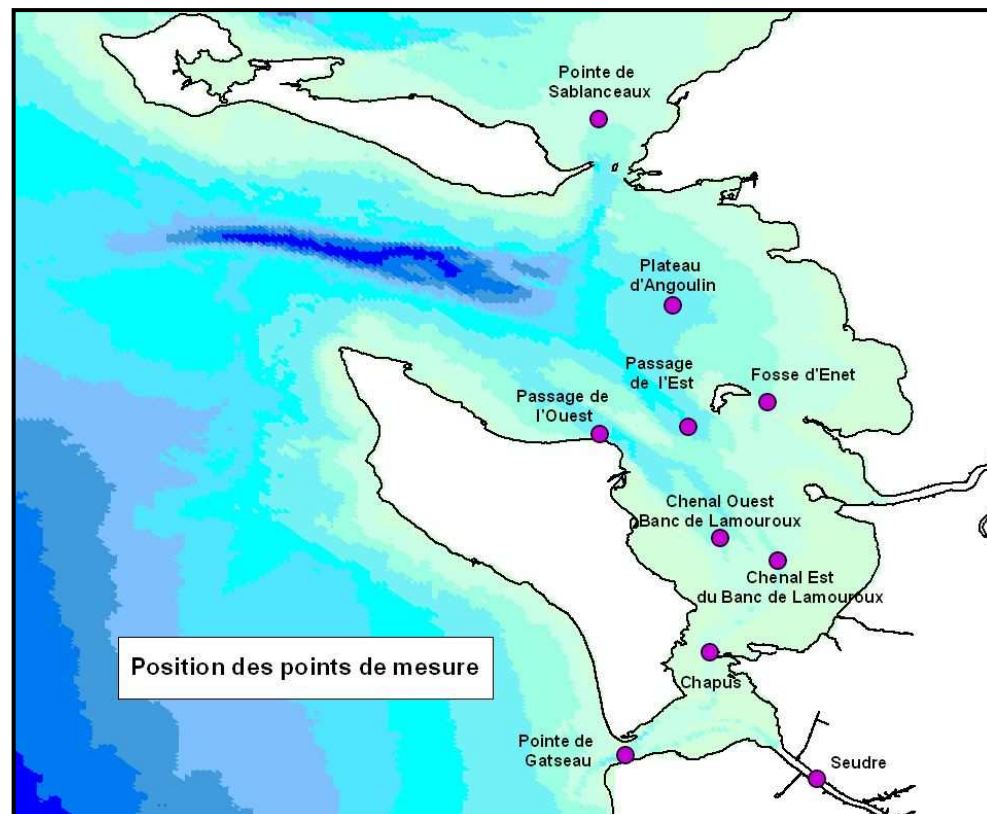 Pointe de
Sablanceaux
Plateau
d'Angoulin
Passage
de l'Est
Fosse d'Enet
Passage de
l'Ouest
Chenal Ouest
Banc de Lamouroux
Chenal Est
du Banc de Lamouroux
Position des points de mesure
Chapus
Pointe de
Gatseau
Seudre